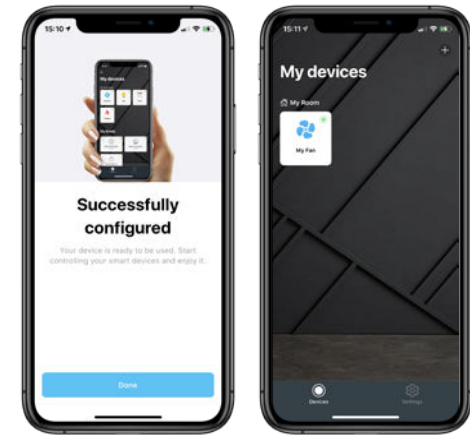 15:10
My devices
Successfully
configured
Your device is ready to be used. Start
controlling your smart devices and enjoy it.
Done
15:11
My devices
My Room
My Fan
Devices
Settings